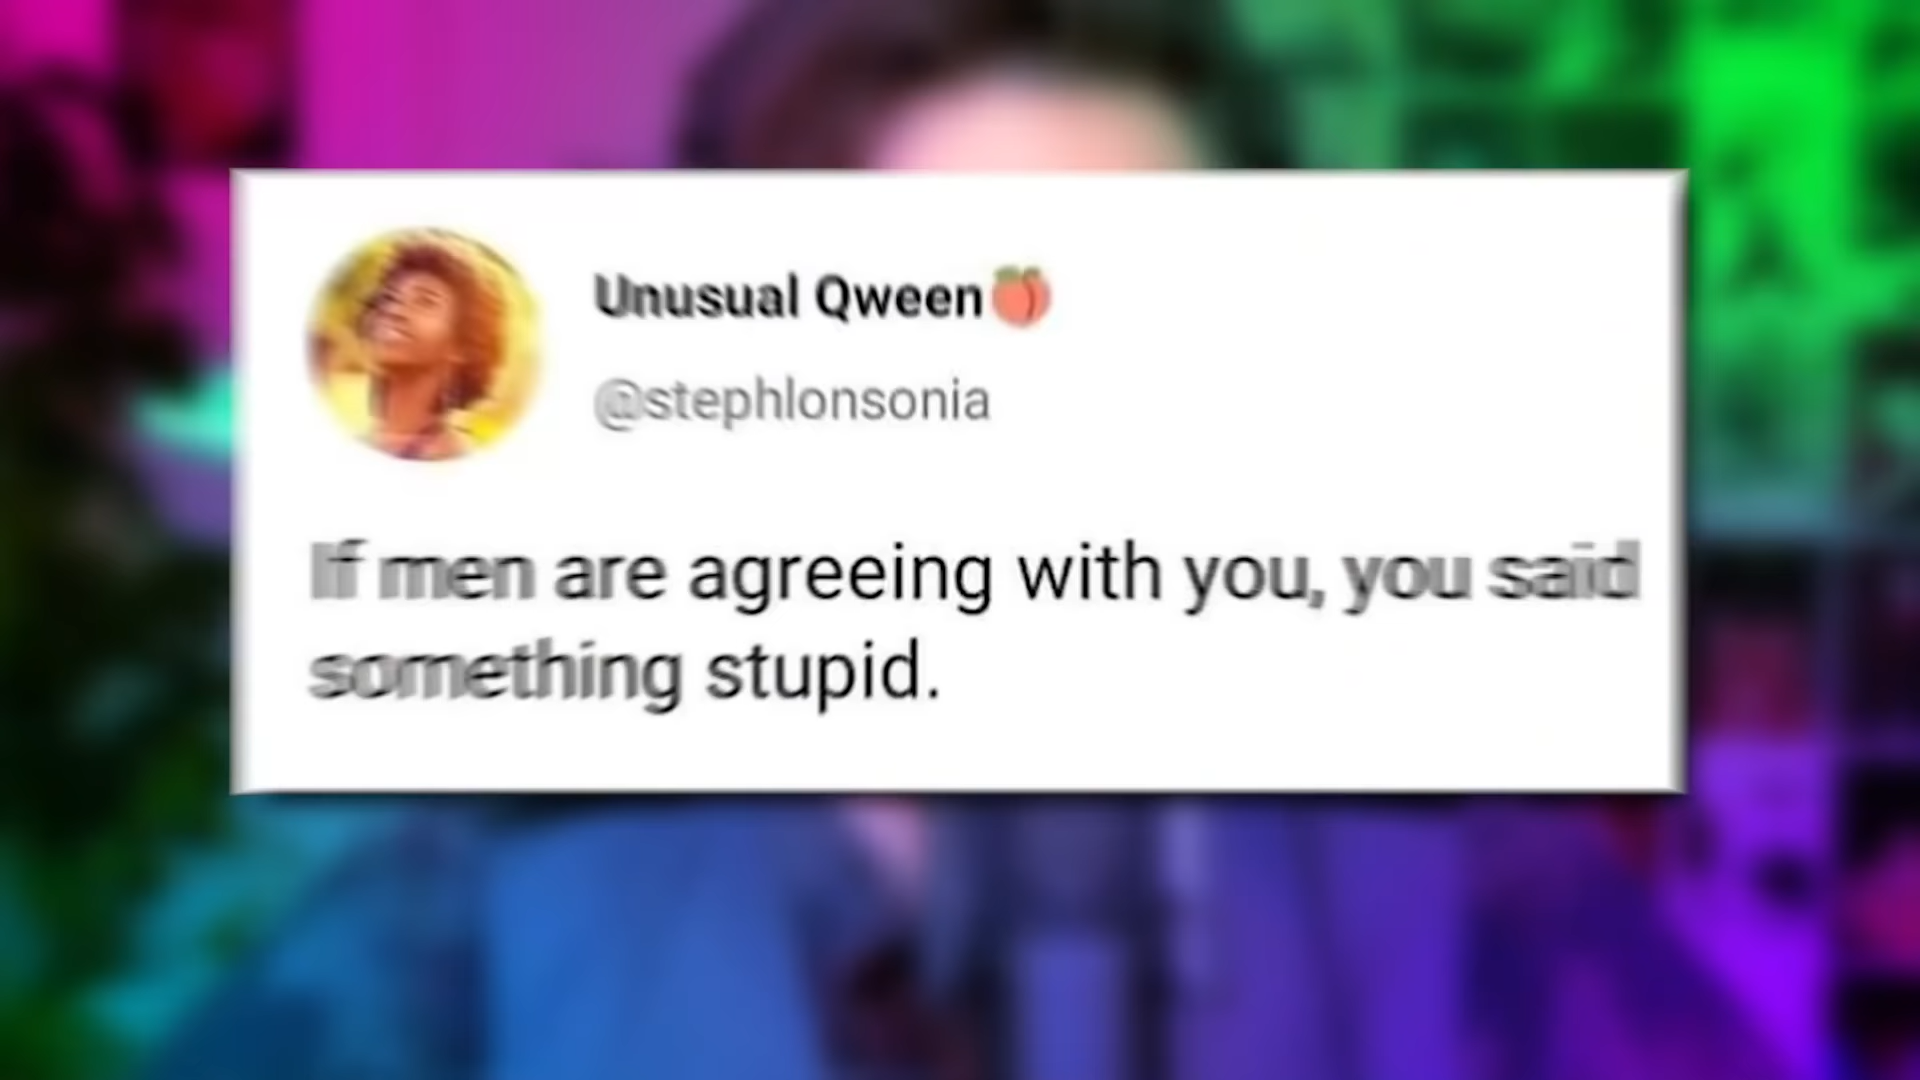 Unusual Qween🍑
@stephlonsonia
If men are agreeing with you, you said
something stupid.